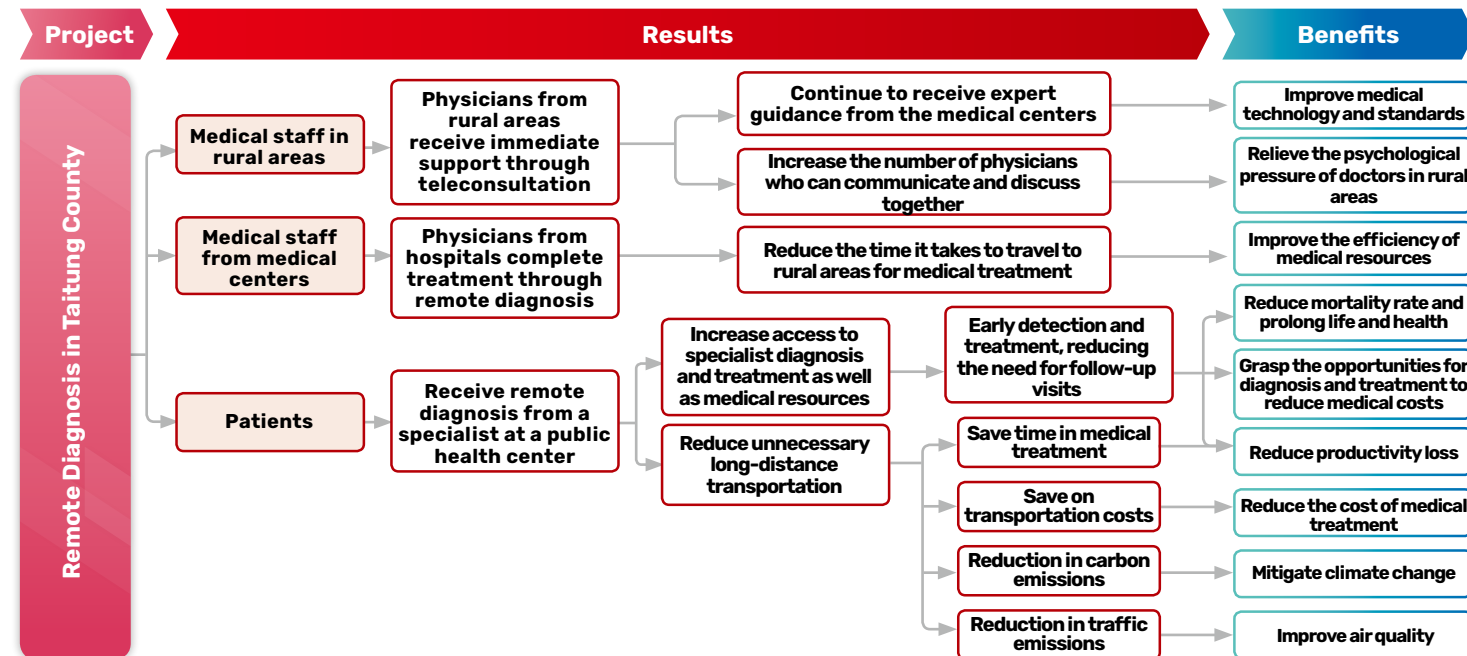 Project
Results
Benefits
Remote Diagnosis in Taitung County
Medical staff in
rural areas
Physicians from
rural areas
receive immediate
support through
teleconsultation
Continue to receive expert
guidance from the medical centers
Improve medical
technology and standards
Increase the number of physicians
who can communicate and discuss
together
Relieve the psychological
pressure of doctors in rural
areas
Medical staff
from medical
centers
Physicians from
hospitals complete
treatment through
remote diagnosis
Reduce the time it takes to travel to
rural areas for medical treatment
Improve the efficiency of
medical resources
Patients
Receive remote
diagnosis from a
specialist at a public
health center
Increase access to
specialist diagnosis
and treatment as well
as medical resources
Early detection and
treatment, reducing
the need for follow-up
visits
Reduce mortality rate and
prolong life and health
Grasp the opportunities for
diagnosis and treatment to
reduce medical costs
Reduce unnecessary
long-distance
transportation
Save time in medical
treatment
Reduce productivity loss
Save on
transportation costs
Reduce the cost of medical
treatment
Reduction in carbon
emissions
Mitigate climate change
Reduction in traffic
emissions
Improve air quality